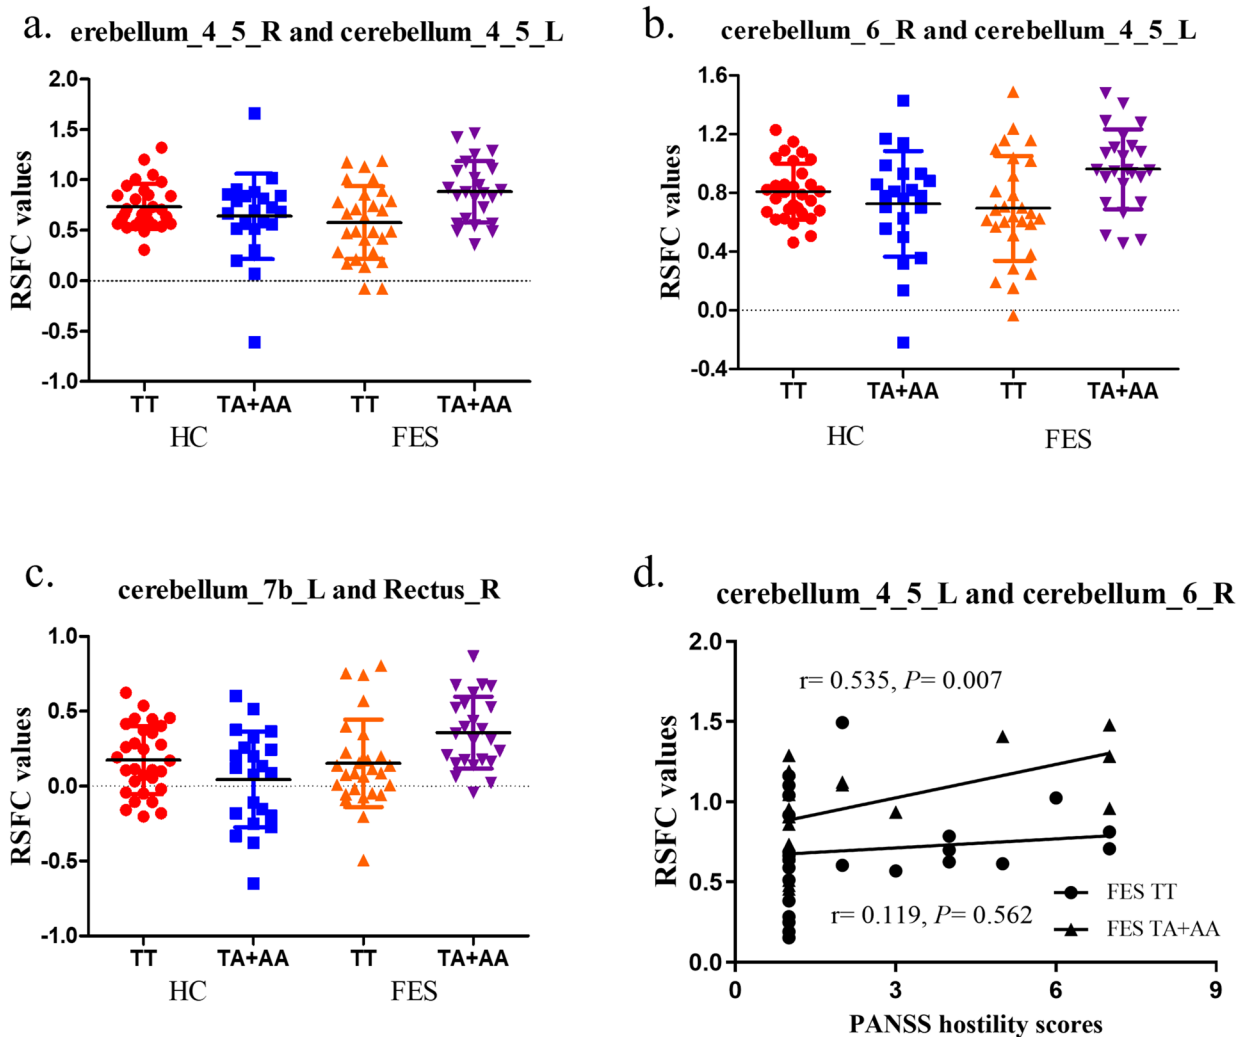 a.
erebellum_4_5_R and cerebellum_4_5_L
RSFC values
2.0
1.5
1.0
0.5
0.0
-0.5
-1.0
TT
TA+AA
TT
TA+AA
HC
FES
b.
cerebellum_6_R and cerebellum_4_5_L
RSFC values
1.6
1.2
0.8
0.4
0.0
-0.4
TT
TA+AA
TT
TA+AA
HC
FES
c.
cerebellum_7b_L and Rectus_R
RSFC values
1.0
0.5
0.0
-0.5
-1.0
TT
TA+AA
TT
TA+AA
HC
FES
d.
cerebellum_4_5_L and cerebellum_6_R
RSFC values
2.0
1.5
1.0
0.5
0.0
r= 0.535, P= 0.007
r= 0.119, P= 0.562
FES TT
FES TA+AA
0
3
6
9
PANSS hostility scores